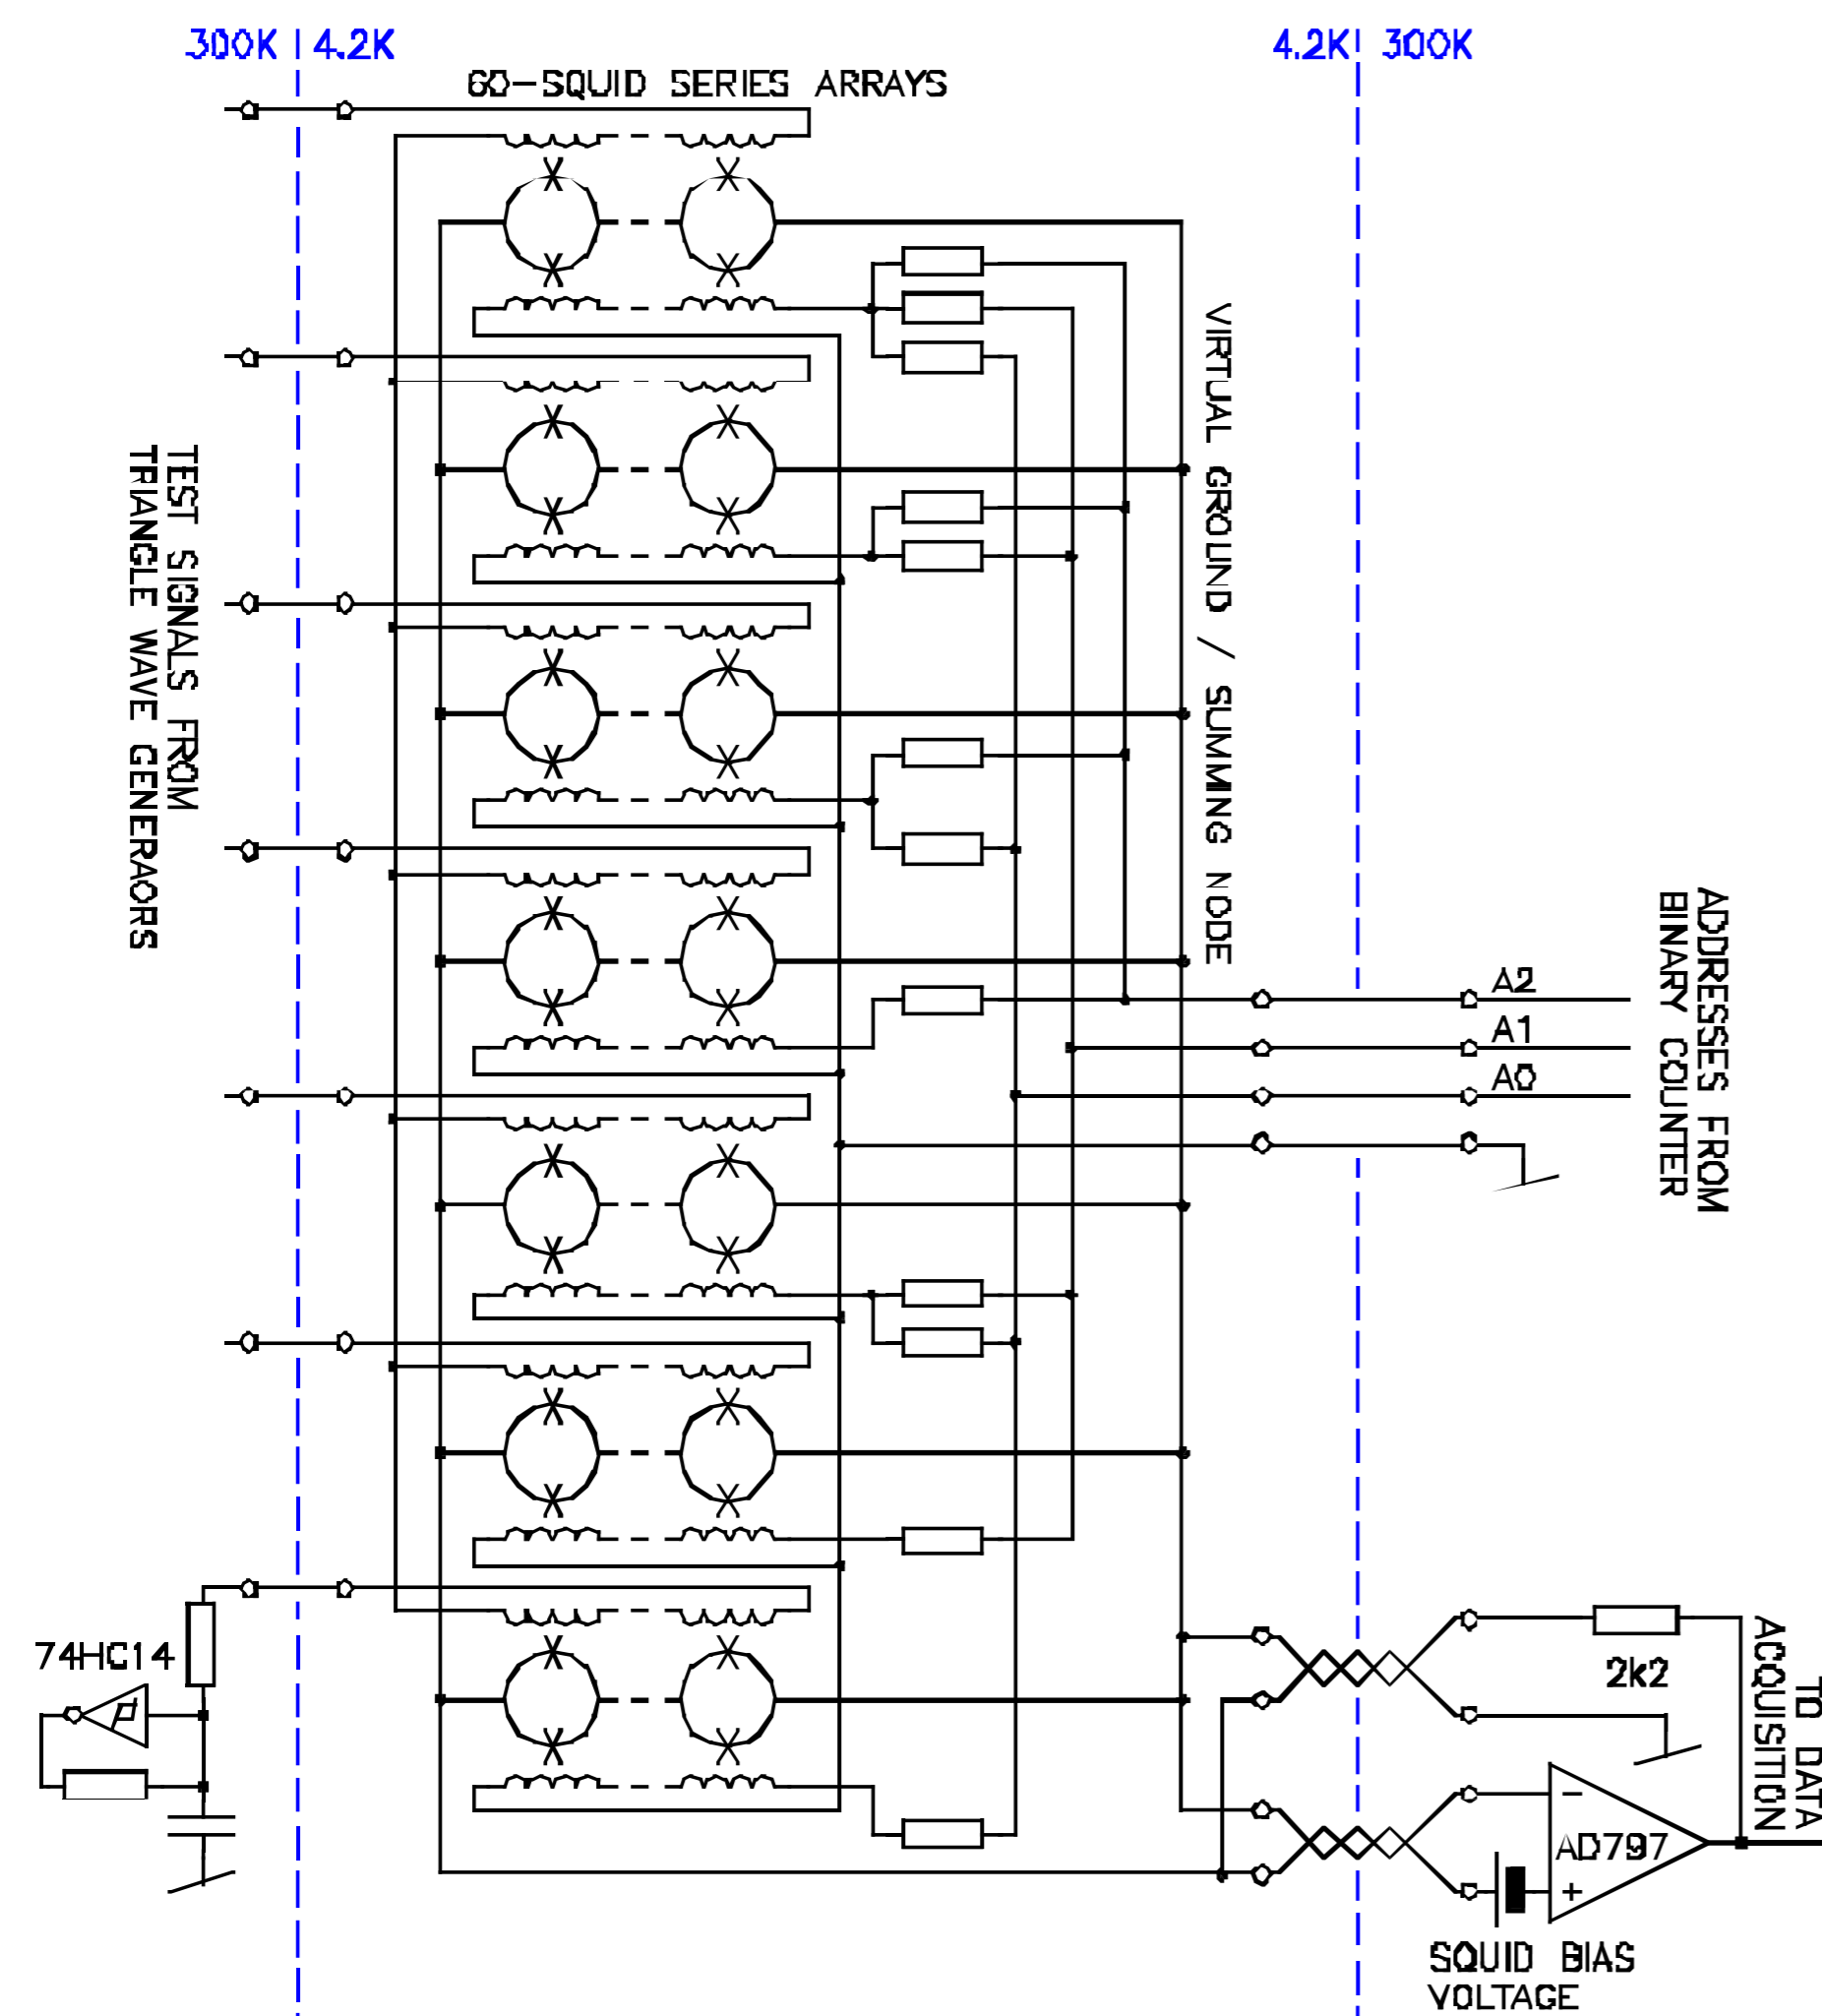 300K 4.2K
4.2K 300K
60-SQUID SERIES ARRAYS
VIRTUAL GROUND / SUMMING NODE
TEST SIGNALS FROM
TRIANGLE WAVE GENERAORS
ADDRESSES FROM
BINARY COUNTER
A2
A1
A0
74HC14
2k2
TO DATA
ACQUISITION
AD797
SQUID BIAS
VOLTAGE